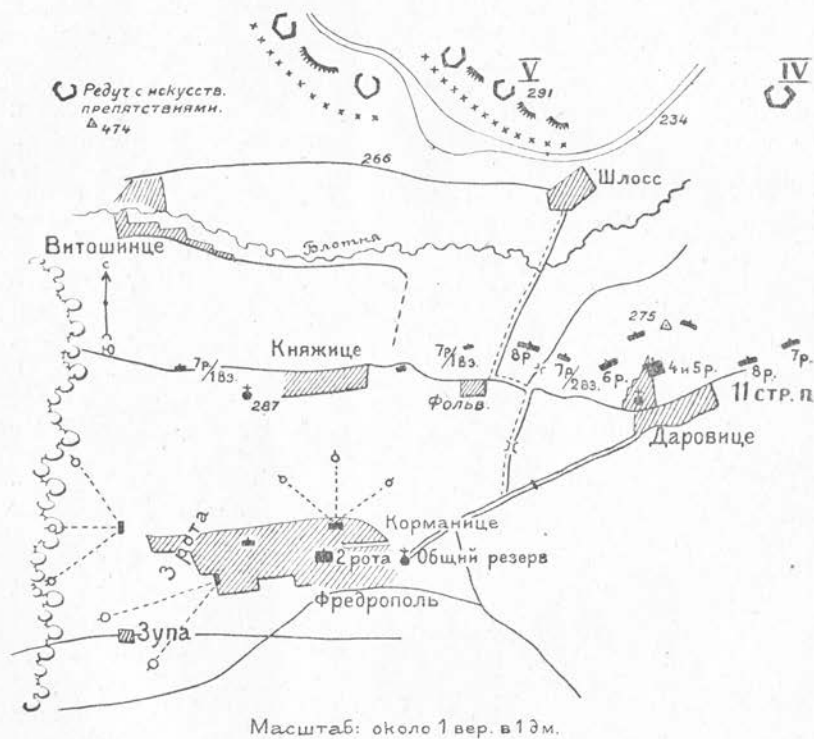 Редут с искусств.
препятствиями.
474
V
291
IV
234
266
Шлосс
Витошинце
Блотня
С
Ю
275
Княжице
7р/1вз.
7р/1вз.
8р
7р/2вз.
6р.
4 и 5р.
8р.
7р.
11 стр. п
287
Фольв.
Даровице
3 рота
Корманице
2 рота
Общий резерв
Фредрополь
Зупа
Масштаб: около 1 вер. в 1 дм.